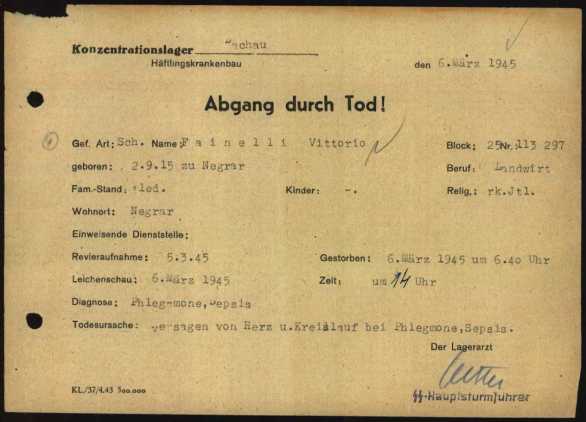 Konzentrationslager Dachau
Häftlingskrankenbau den 6.März 1945
Abgang durch Tod!
Gef. Art: Sch. Name: Fainelli Vittorio Block: 25 Nr.: 113 297
geboren: 2.9.15 zu Negrar Beruf: Landwirt
Fam.-Stand: led. Kinder: -. Relig.: rk.Jtl.
Wohnort: Negrar
Einweisende Dienststelle:
Revieraufnahme: 5.3.45 Gestorben: 6.März 1945 um 6.40 Uhr
Leichenschau: 6.März 1945 Zeit: um 14 Uhr
Diagnose: Phlegmone,Sepsis
Todesursache: Versagen von Herz u.Kreislauf bei Phlegmone,Sepsis.
Der Lagerarzt
SS-Hauptsturmführer
KL./37/4.43 500.000